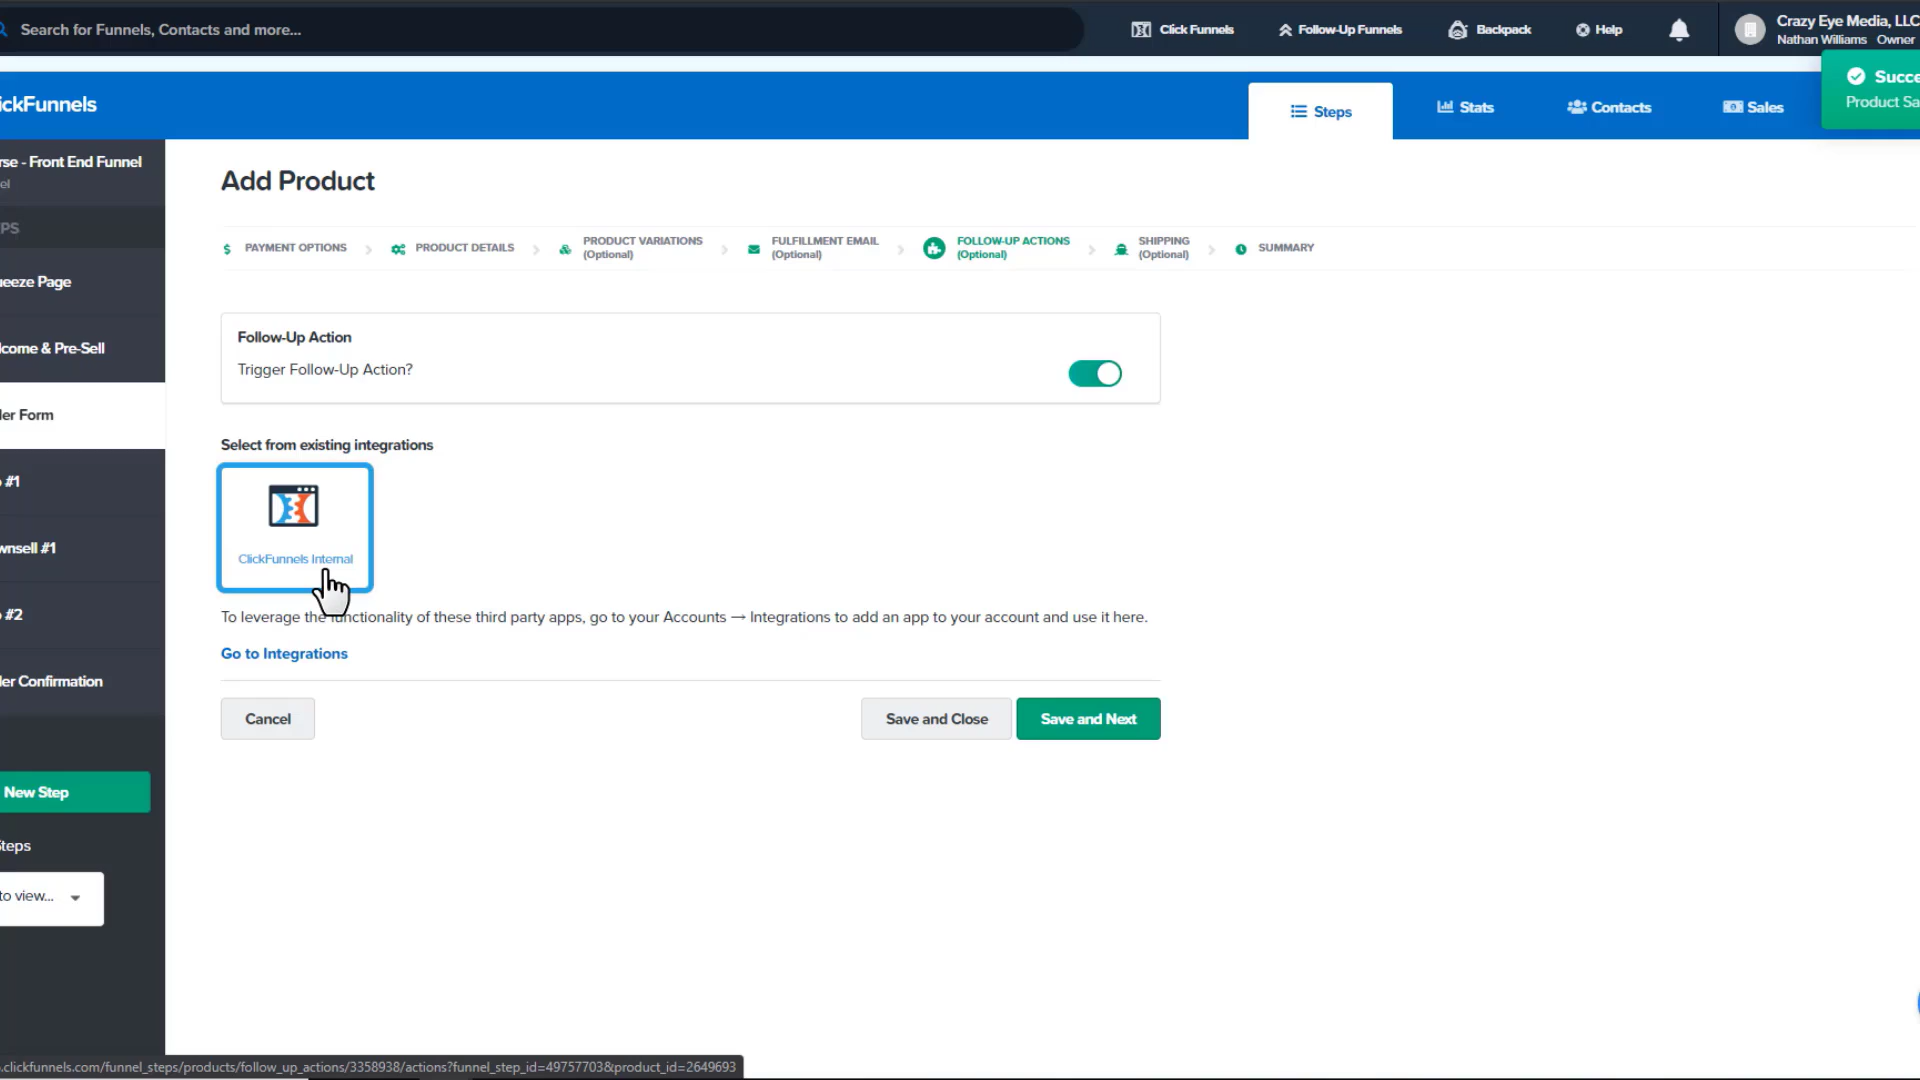 Search for Funnels, Contacts and more...
Click Funnels
Follow-Up Funnels
Backpack
Help
Crazy Eye Media, LLC
Nathan Williams Owner
Succe
Product Sa
ickFunnels
Steps
Stats
Contacts
Sales
rse - Front End Funnel
el
PS
ueeze Page
lcome & Pre-Sell
ler Form
#1
wnsell #1
#2
ler Confirmation
New Step
Steps
to view...
Add Product
PAYMENT OPTIONS
PRODUCT DETAILS
PRODUCT VARIATIONS
(Optional)
FULFILLMENT EMAIL
(Optional)
FOLLOW-UP ACTIONS
(Optional)
SHIPPING
(Optional)
SUMMARY
Follow-Up Action
Trigger Follow-Up Action?
Select from existing integrations
ClickFunnels Internal
To leverage the functionality of these third party apps, go to your Accounts → Integrations to add an app to your account and use it here.
Go to Integrations
Cancel
Save and Close
Save and Next
.clickfunnels.com/funnel_steps/products/follow_up_actions/3358938/actions?funnel_step_id=49757703&product_id=2649693